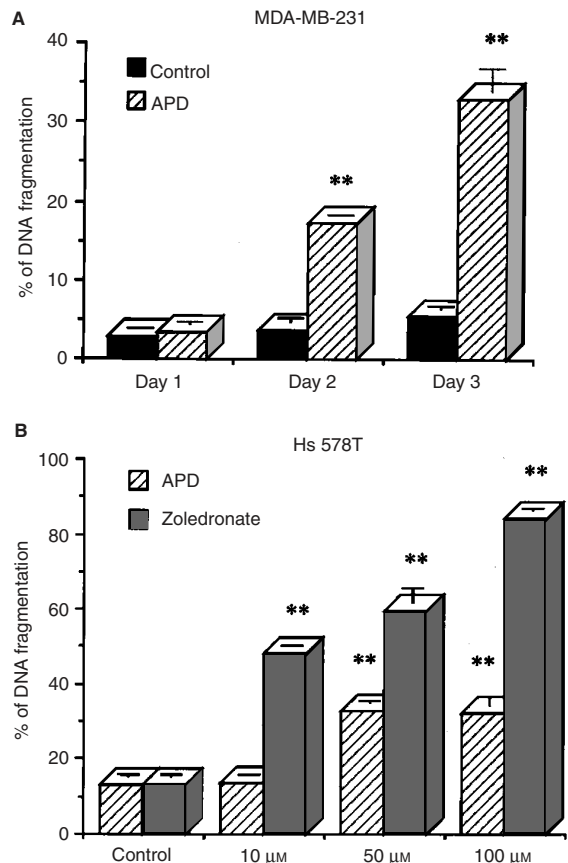 A
MDA-MB-231
40
30
20
10
0
% of DNA fragmentation
Control
APD
**
**
Day 1 Day 2 Day 3
B
Hs 578T
100
80
60
40
20
0
% of DNA fragmentation
APD
Zoledronate
**
**
**
**
**
Control 10 µM 50 µM 100 µM